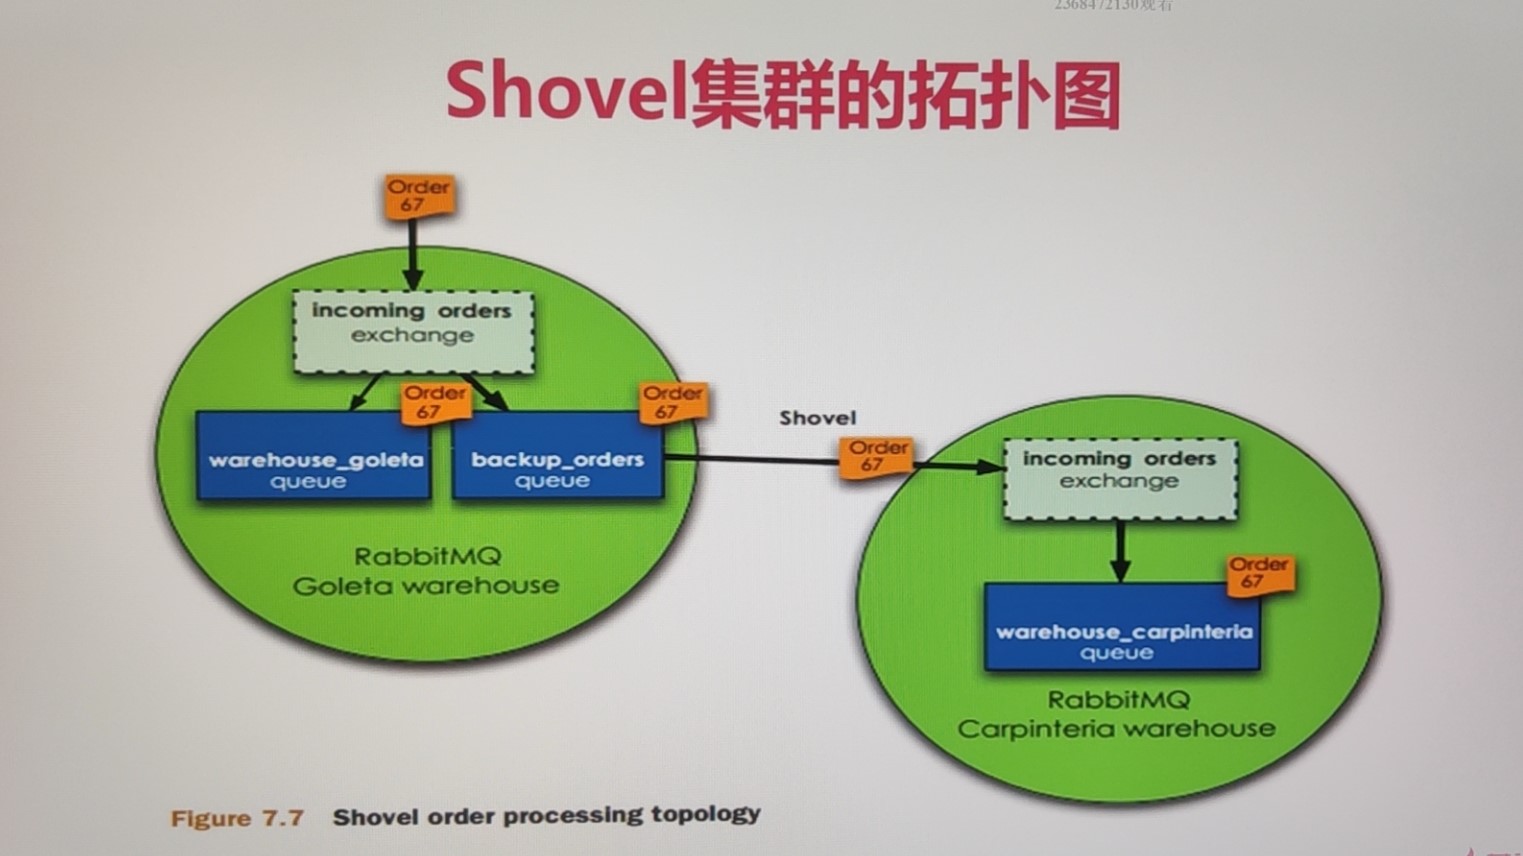 2368472130观看
Shovel集群的拓扑图
Order
67
incoming orders
exchange
Order
67
Order
67
warehouse_goleta
queue
backup_orders
queue
RabbitMQ
Goleta warehouse
Shovel
Order
67
incoming orders
exchange
Order
67
warehouse_carpinteria
queue
RabbitMQ
Carpinteria warehouse
Figure 7.7 Shovel order processing topology